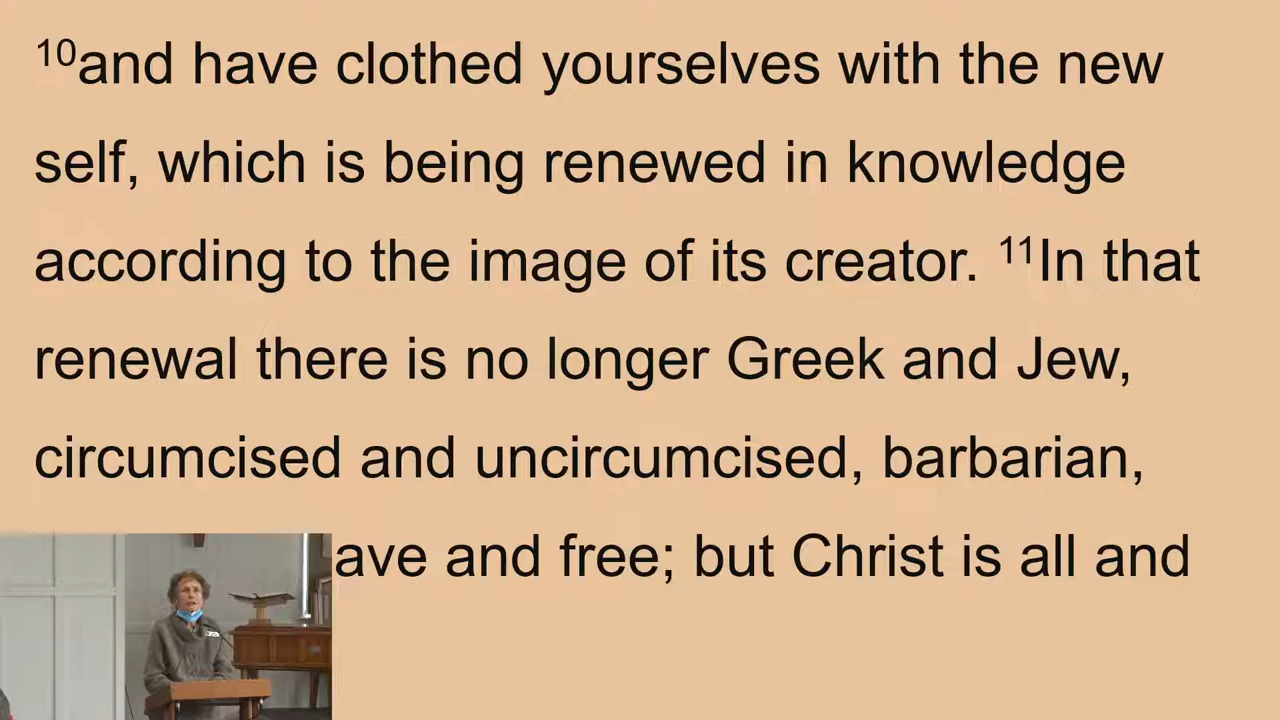 ¹⁰and have clothed yourselves with the new
self, which is being renewed in knowledge
according to the image of its creator. ¹¹In that
renewal there is no longer Greek and Jew,
circumcised and uncircumcised, barbarian,
ave and free; but Christ is all and